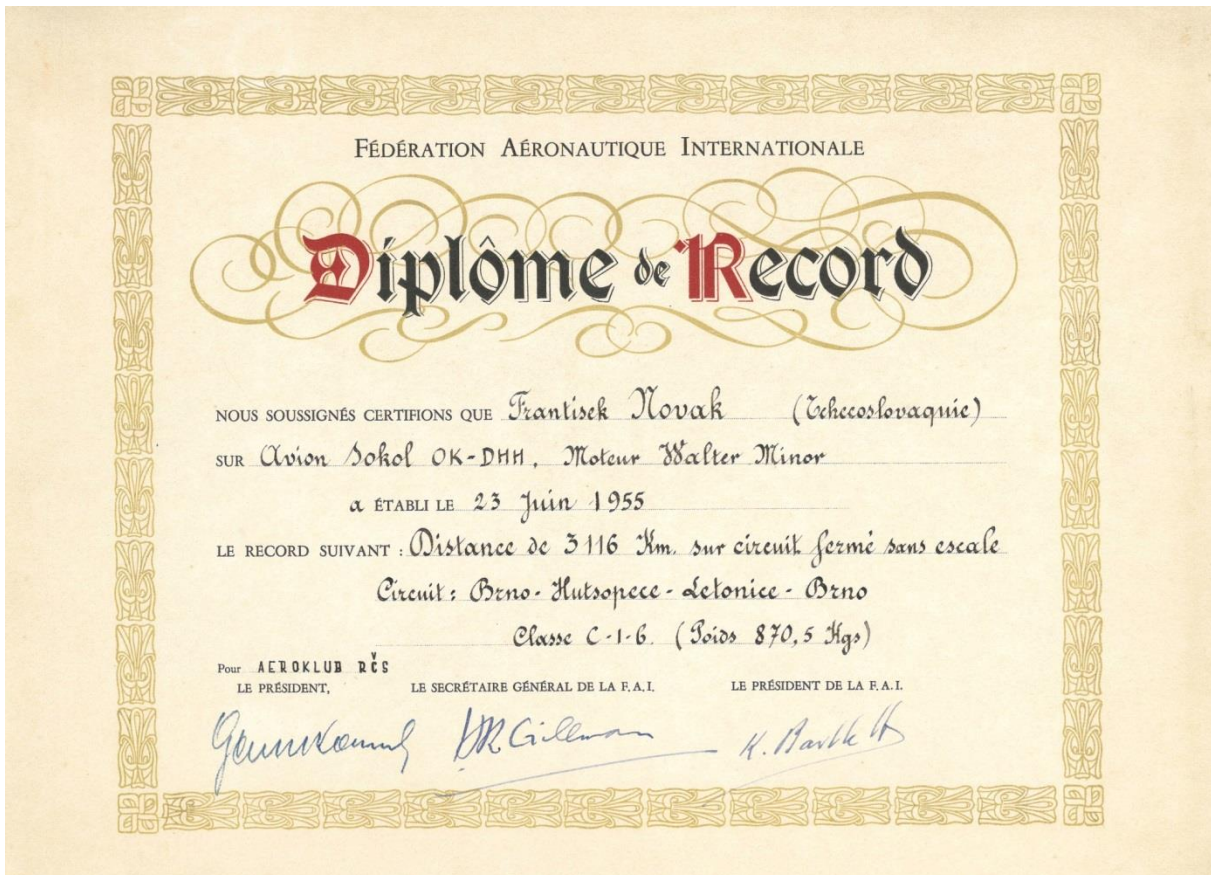 FÉDÉRATION AÉRONAUTIQUE INTERNATIONALE
Diplôme de Record
NOUS SOUSSIGNÉS CERTIFIONS QUE Frantisek Novak (Tchecoslovaquie)
SUR Avion Sokol OK-DHH, Moteur Walter Minor
a ÉTABLI LE 23 Juin 1955
LE RECORD SUIVANT : Distance de 3116 Km. sur circuit fermé sans escale
Circuit : Brno - Hutsopece - Letonice - Brno
Classe C-1-b. (Poids 870,5 Kgs)
Pour AEROKLUB RČS
LE PRÉSIDENT, LE SECRÉTAIRE GÉNÉRAL DE LA F.A.I. LE PRÉSIDENT DE LA F.A.I.
K. Bartlett